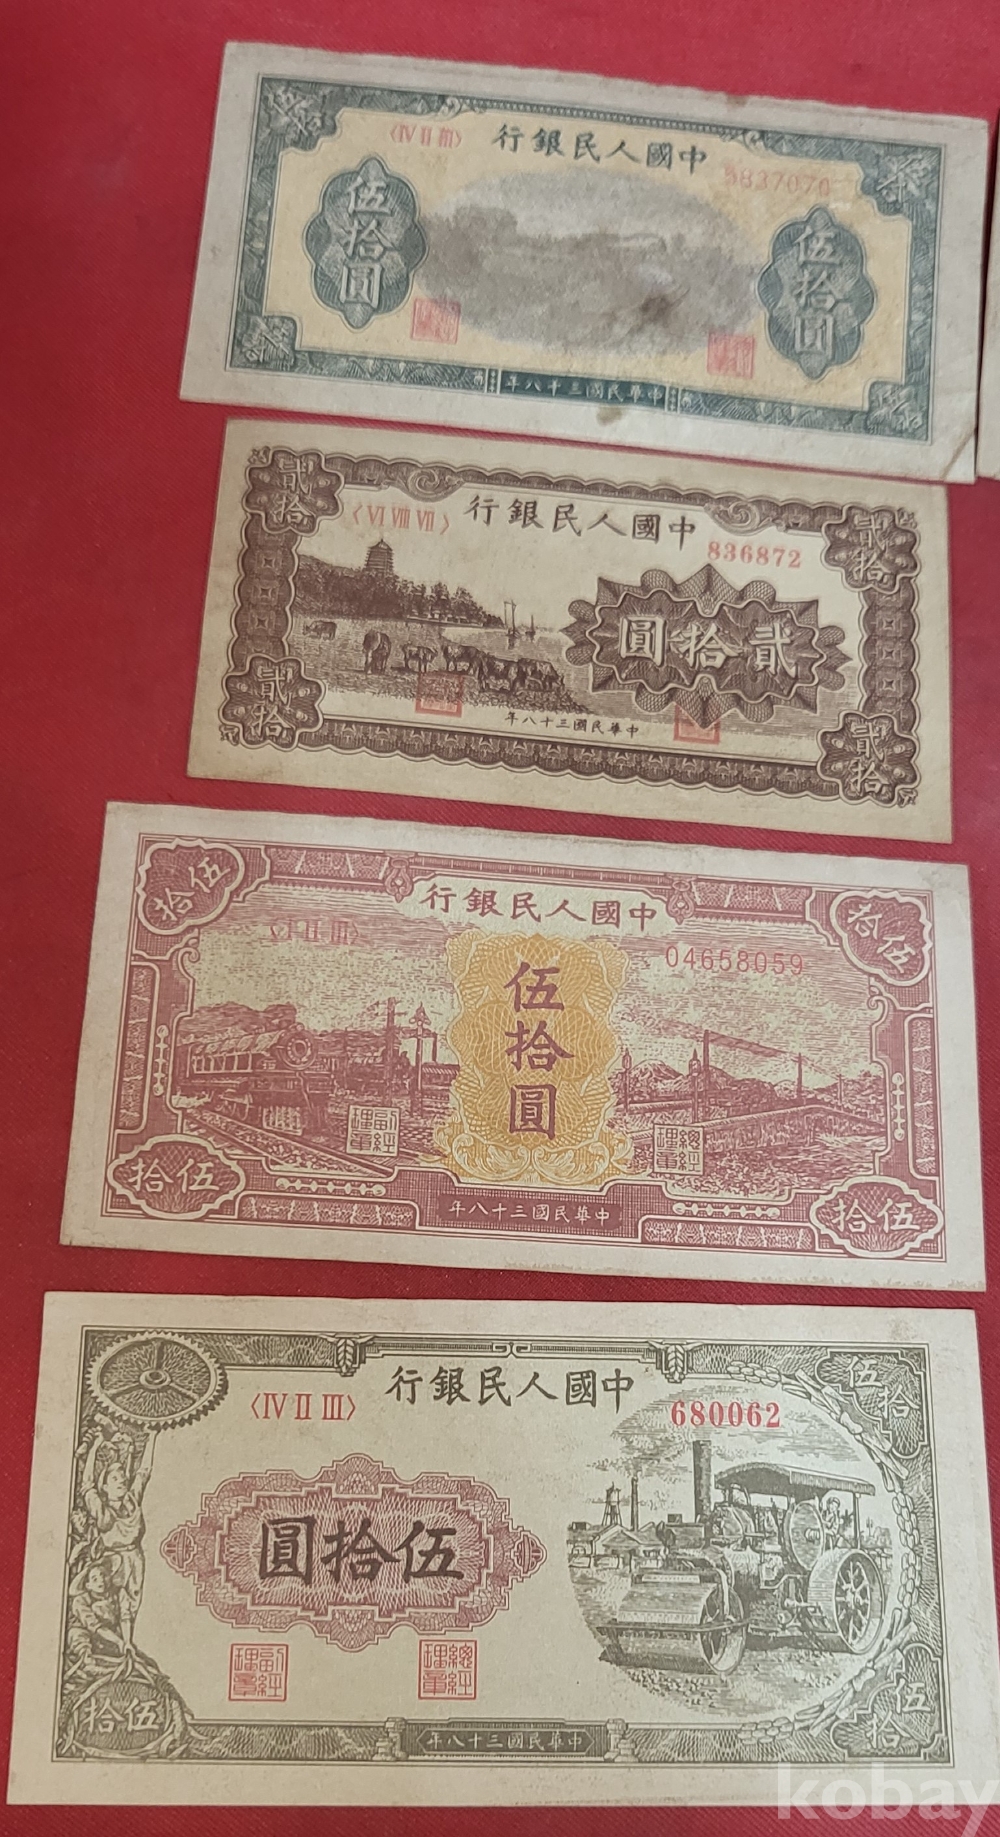 伍拾
〈IV II III〉
中國人民銀行
伍拾圓
伍拾圓
中華民國三十八年
貳拾
〈VI VIII VII〉
中國人民銀行
836872
貳拾
貳拾圓
貳拾
中華民國三十八年
貳拾
伍拾
中國人民銀行
伍拾
〈I II III〉
04658059
伍拾圓
副經理章
總經理章
伍拾
中華民國三十八年
伍拾
〈IV II III〉
中國人民銀行
680062
伍拾
伍拾圓
副經理章
總經理章
伍拾
中華民國三十八年
伍拾
kobay